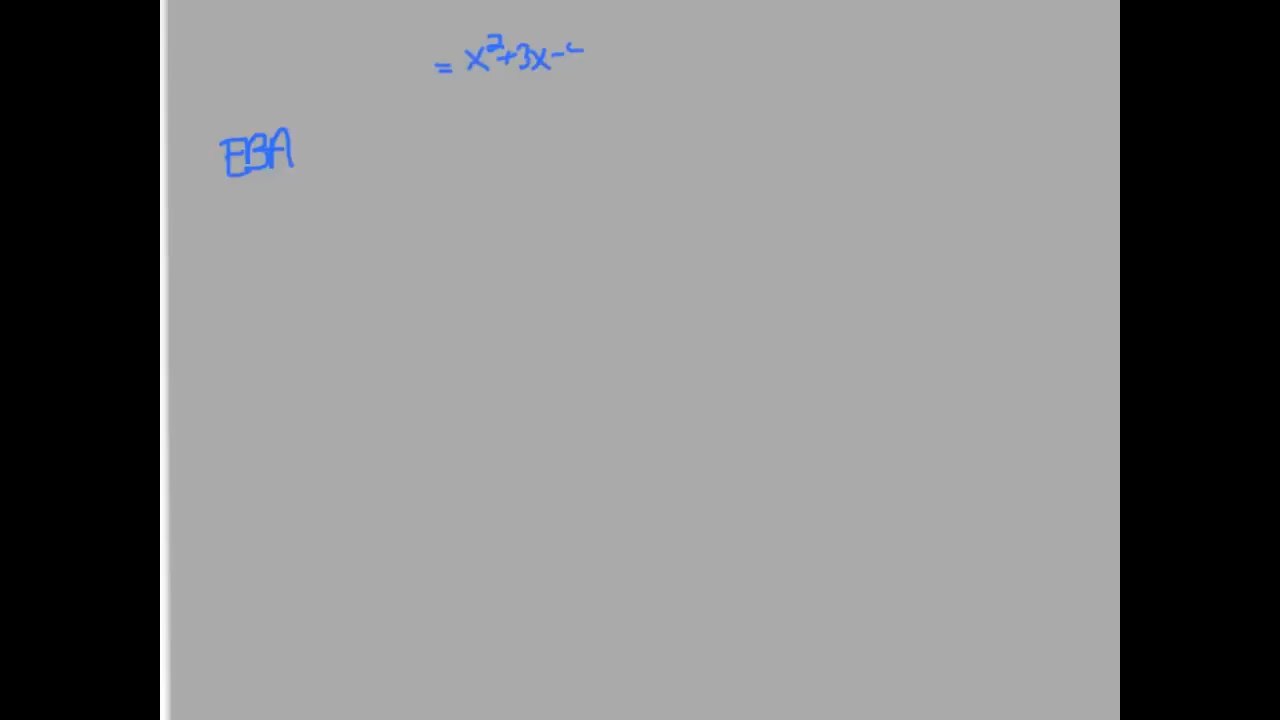 = x²+3x-
EBA